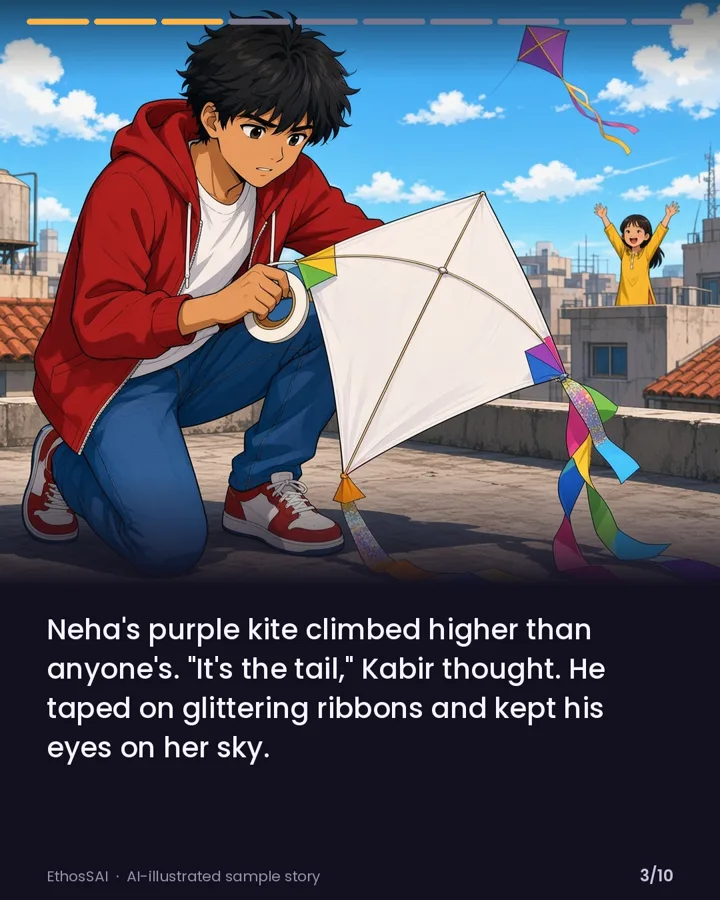 Neha's purple kite climbed higher than
anyone's. "It's the tail," Kabir thought. He
taped on glittering ribbons and kept his
eyes on her sky.
EthosSAI · AI-illustrated sample story
3/10